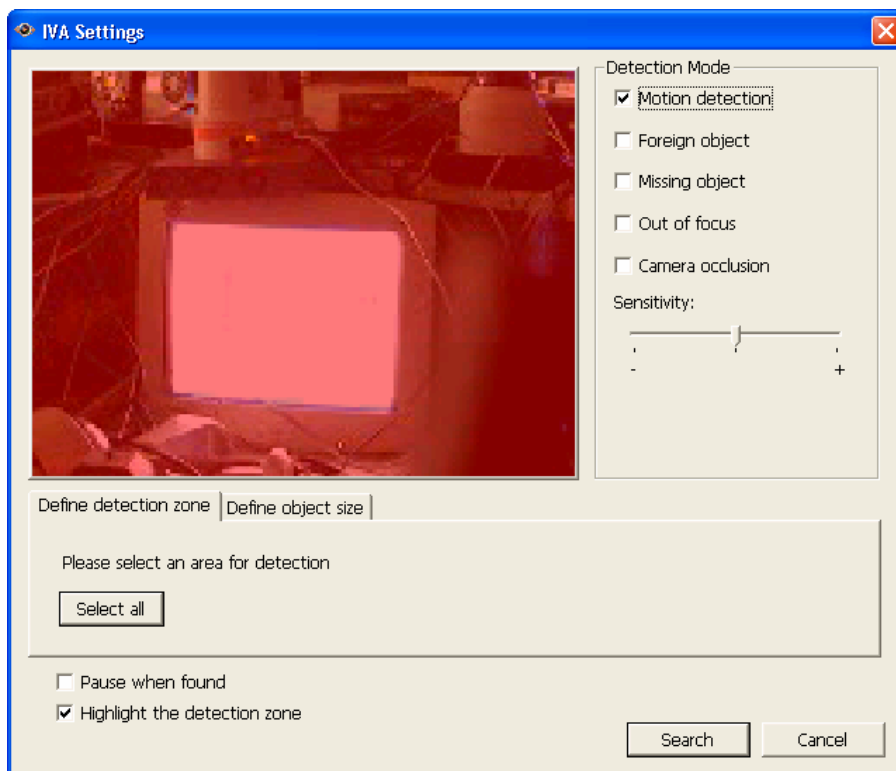 IVA Settings
Detection Mode
Motion detection
Foreign object
Missing object
Out of focus
Camera occlusion
Sensitivity:
- +
Define detection zone Define object size
Please select an area for detection
Select all
Pause when found
Highlight the detection zone
Search Cancel